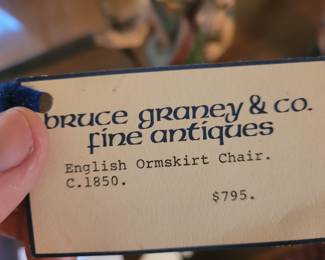 bruce graney & co.
fine antiques
English Ormskirt Chair.
C.1850.
$795.